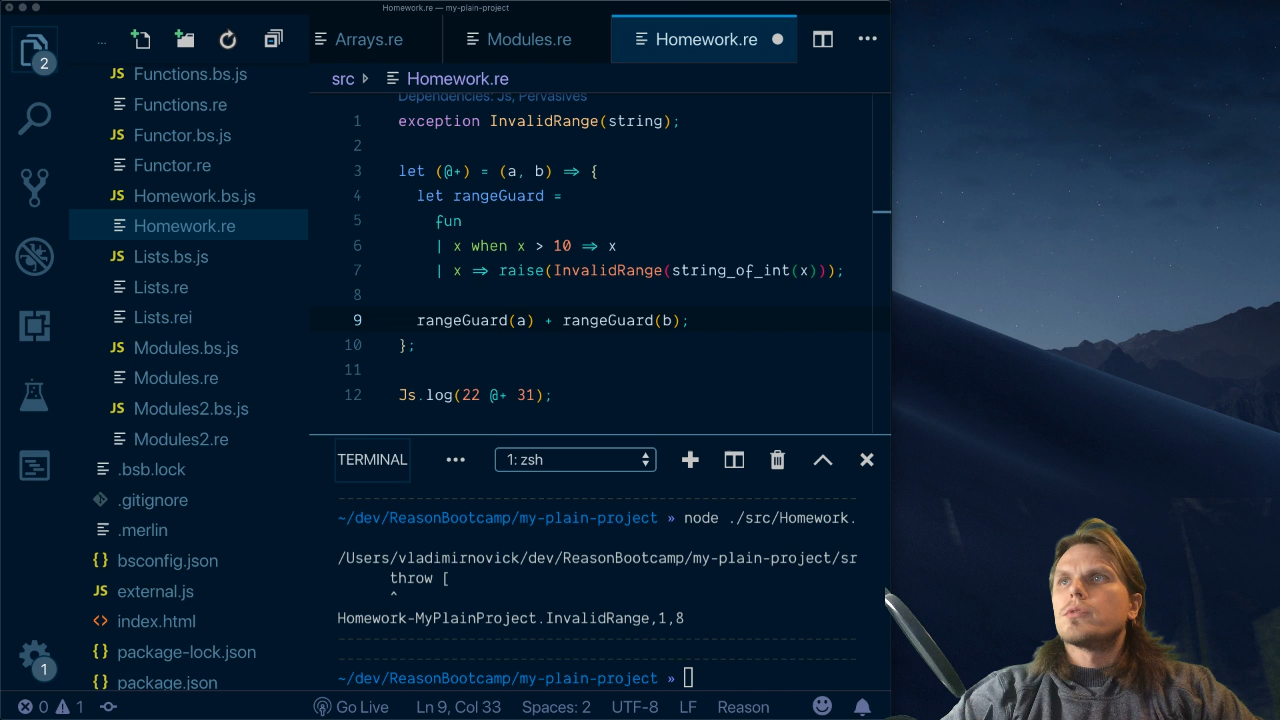 Homework.re — my-plain-project
2
...
Arrays.re
Modules.re
Homework.re
src
Homework.re
JS Functions.bs.js
Functions.re
JS Functor.bs.js
Functor.re
JS Homework.bs.js
Homework.re
JS Lists.bs.js
Lists.re
Lists.rei
JS Modules.bs.js
Modules.re
JS Modules2.bs.js
Modules2.re
.bsb.lock
.gitignore
.merlin
{} bsconfig.json
JS external.js
<> index.html
{} package-lock.json
{} package.json
1
Dependencies: Js, Pervasives
1 exception InvalidRange(string);
2
3 let (@+) = (a, b) => {
4 let rangeGuard =
5 fun
6 | x when x > 10 => x
7 | x => raise(InvalidRange(string_of_int(x)));
8
9 rangeGuard(a) + rangeGuard(b);
10 };
11
12 Js.log(22 @+ 31);
TERMINAL
...
1: zsh
~/dev/ReasonBootcamp/my-plain-project » node ./src/Homework.
/Users/vladimirnovick/dev/ReasonBootcamp/my-plain-project/sr
throw [
^
Homework-MyPlainProject.InvalidRange,1,8
~/dev/ReasonBootcamp/my-plain-project »
0 1
Go Live
Ln 9, Col 33
Spaces: 2
UTF-8
LF
Reason